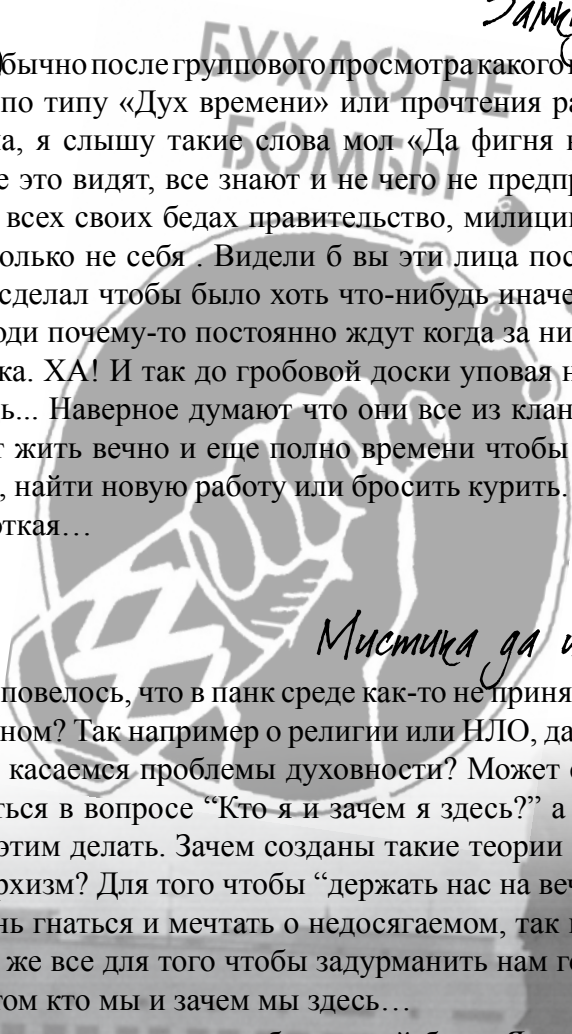 БУХЛО НЕ
БОМБЫ
Обычно после группового просмотра какого
по типу «Дух времени» или прочтения ра
а, я слышу такие слова мол «Да фигня в
е это видят, все знают и не чего не предпр
всех своих бедах правительство, милици
олько не себя . Видели б вы эти лица пос
сделал чтобы было хоть что-нибудь иначе
юди почему-то постоянно ждут когда за ни
ка. ХА! И так до гробовой доски уповая н
ь... Наверное думают что они все из клан
т жить вечно и еще полно времени чтобы
, найти новую работу или бросить курить.
откая…
Мистика да и
повелось, что в панк среде как-то не приня
ном? Так например о религии или НЛО, да
касаемся проблемы духовности? Может с
ться в вопросе “Кто я и зачем я здесь?” а
этим делать. Зачем созданы такие теории
рхизм? Для того чтобы “держать нас на веч
нь гнаться и мечтать о недосягаемом, так
же все для того чтобы задурманить нам г
том кто мы и зачем мы здесь…